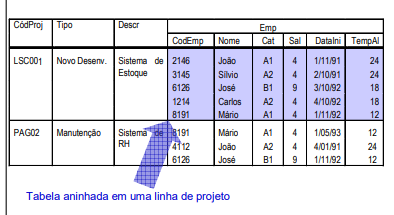 CódProj Tipo Descr Emp
CodEmp Nome Cat Sal DataIni TempAl
LSC001 Novo Desenv. Sistema de 2146 João A1 4 1/11/91 24
Estoque 3145 Sílvio A2 4 2/10/91 24
6126 José B1 9 3/10/92 18
1214 Carlos A2 4 4/10/92 18
8191 Mário A1 4 1/11/92 12
PAG02 Manutenção Sistema de 8191 Mário A1 4 1/05/93 12
RH 4112 João A2 4 4/01/91 24
6126 José B1 9 1/11/92 12
Tabela aninhada em uma linha de projeto